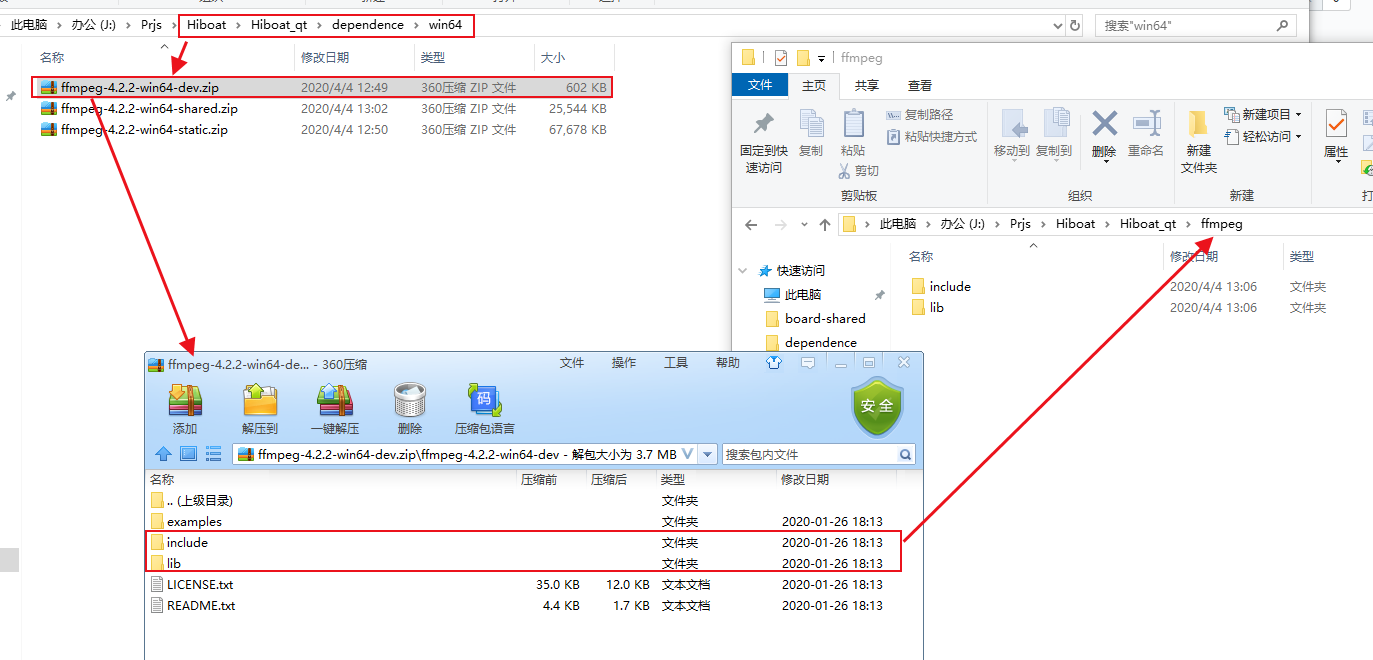 此电脑 › 办公 (J:) › Prjs › Hiboat › Hiboat_qt › dependence › win64
搜索"win64"
名称 修改日期 类型 大小
ffmpeg-4.2.2-win64-dev.zip 2020/4/4 12:49 360压缩 ZIP 文件 602 KB
ffmpeg-4.2.2-win64-shared.zip 2020/4/4 13:02 360压缩 ZIP 文件 25,544 KB
ffmpeg-4.2.2-win64-static.zip 2020/4/4 12:50 360压缩 ZIP 文件 67,678 KB
ffmpeg
文件 主页 共享 查看
固定到快速访问
复制
粘贴
复制路径
粘贴快捷方式
剪切
移动到 复制到 删除 重命名
新建文件夹
新建项目
轻松访问
属性
剪贴板 组织 新建
此电脑 › 办公 (J:) › Prjs › Hiboat › Hiboat_qt › ffmpeg
名称 修改日期 类型
快速访问
此电脑
board-shared
dependence
include 2020/4/4 13:06 文件夹
lib 2020/4/4 13:06 文件夹
ffmpeg-4.2.2-win64-de... - 360压缩
文件 操作 工具 帮助
添加 解压到 一键解压 删除 压缩包语言
码
安全
ffmpeg-4.2.2-win64-dev.zip\ffmpeg-4.2.2-win64-dev - 解包大小为 3.7 MB
搜索包内文件
名称 压缩前 压缩后 类型 修改日期
.. (上级目录) 文件夹
examples 文件夹 2020-01-26 18:13
include 文件夹 2020-01-26 18:13
lib 文件夹 2020-01-26 18:13
LICENSE.txt 35.0 KB 12.0 KB 文本文档 2020-01-26 18:13
README.txt 4.4 KB 1.7 KB 文本文档 2020-01-26 18:13